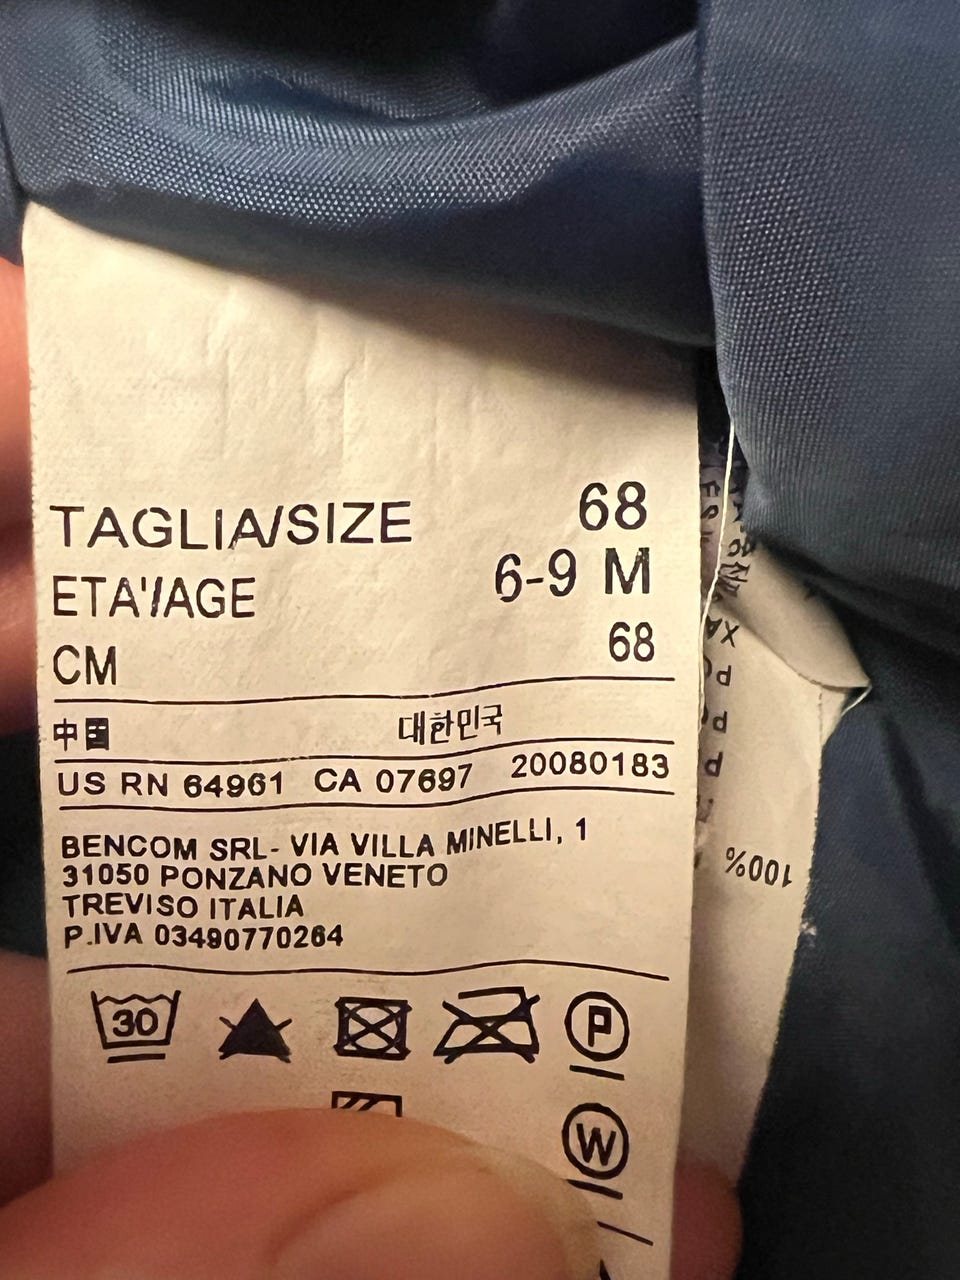 TAGLIA/SIZE 68
ETA'/AGE 6-9 M
CM 68
中国 대한민국
US RN 64961 CA 07697 20080183
BENCOM SRL- VIA VILLA MINELLI, 1
31050 PONZANO VENETO
TREVISO ITALIA
P.IVA 03490770264
30
P
W
100%